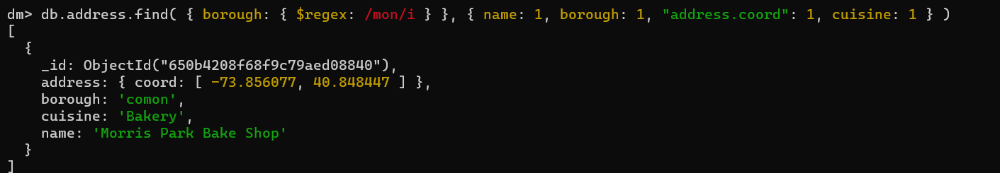 dm> db.address.find( { borough: { $regex: /mon/i } }, { name: 1, borough: 1, "address.coord": 1, cuisine: 1 } )
[
  {
    _id: ObjectId("650b4208f68f9c79aed08840"),
    address: { coord: [ -73.856077, 40.848447 ] },
    borough: 'comon',
    cuisine: 'Bakery',
    name: 'Morris Park Bake Shop'
  }
]